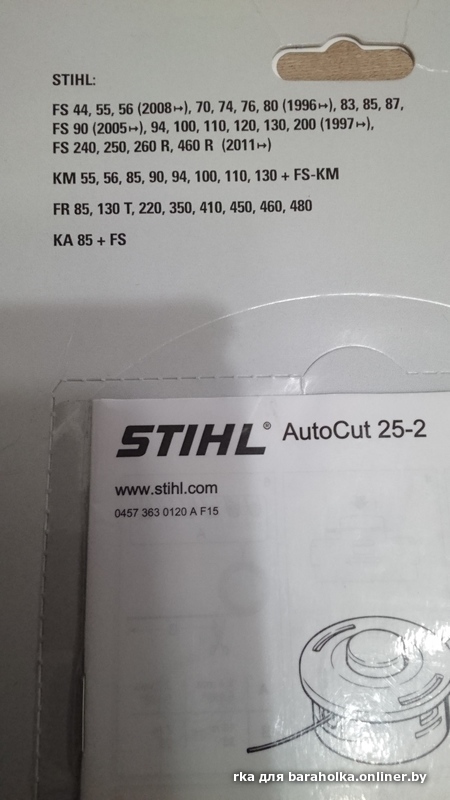 STIHL:
FS 44, 55, 56 (2008↦), 70, 74, 76, 80 (1996↦), 83, 85, 87,
FS 90 (2005↦), 94, 100, 110, 120, 130, 200 (1997↦),
FS 240, 250, 260 R, 460 R (2011↦)
KM 55, 56, 85, 90, 94, 100, 110, 130 + FS-KM
FR 85, 130 T, 220, 350, 410, 450, 460, 480
KA 85 + FS
STIHL® AutoCut 25-2
www.stihl.com
0457 363 0120 A F15
rka для baraholka.onliner.by